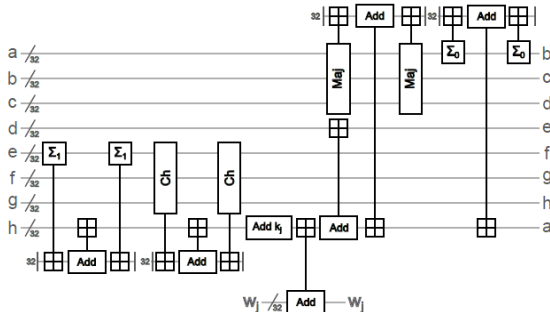 32 Add 32 Add
a 32 Σ₀ Σ₀ b
b 32 Maj Maj c
c 32 d
d 32 e
e 32 Σ₁ Σ₁ f
f 32 Ch Ch g
g 32 h
h 32 Add kⱼ Add a
32 Add 32 Add
Wⱼ 32 Add Wⱼ